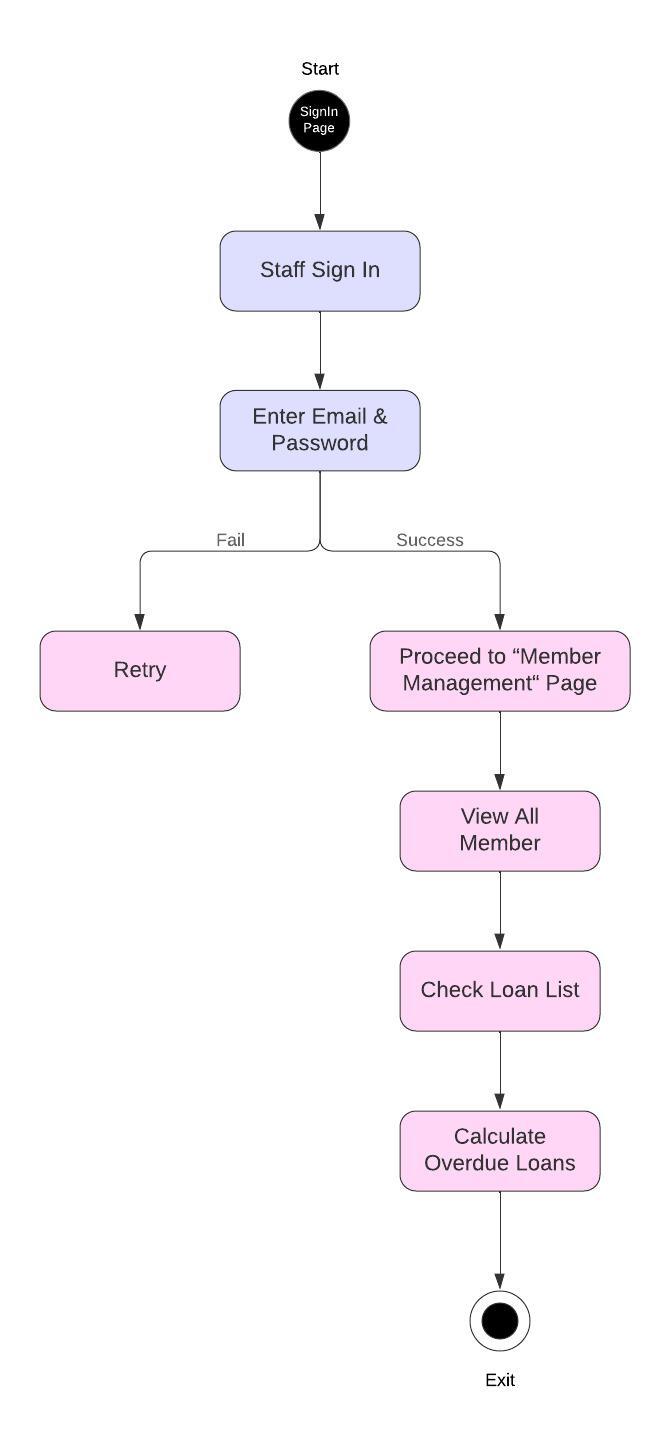 Start
SignIn
Page
Staff Sign In
Enter Email &
Password
Fail
Success
Retry
Proceed to “Member
Management“ Page
View All
Member
Check Loan List
Calculate
Overdue Loans
Exit